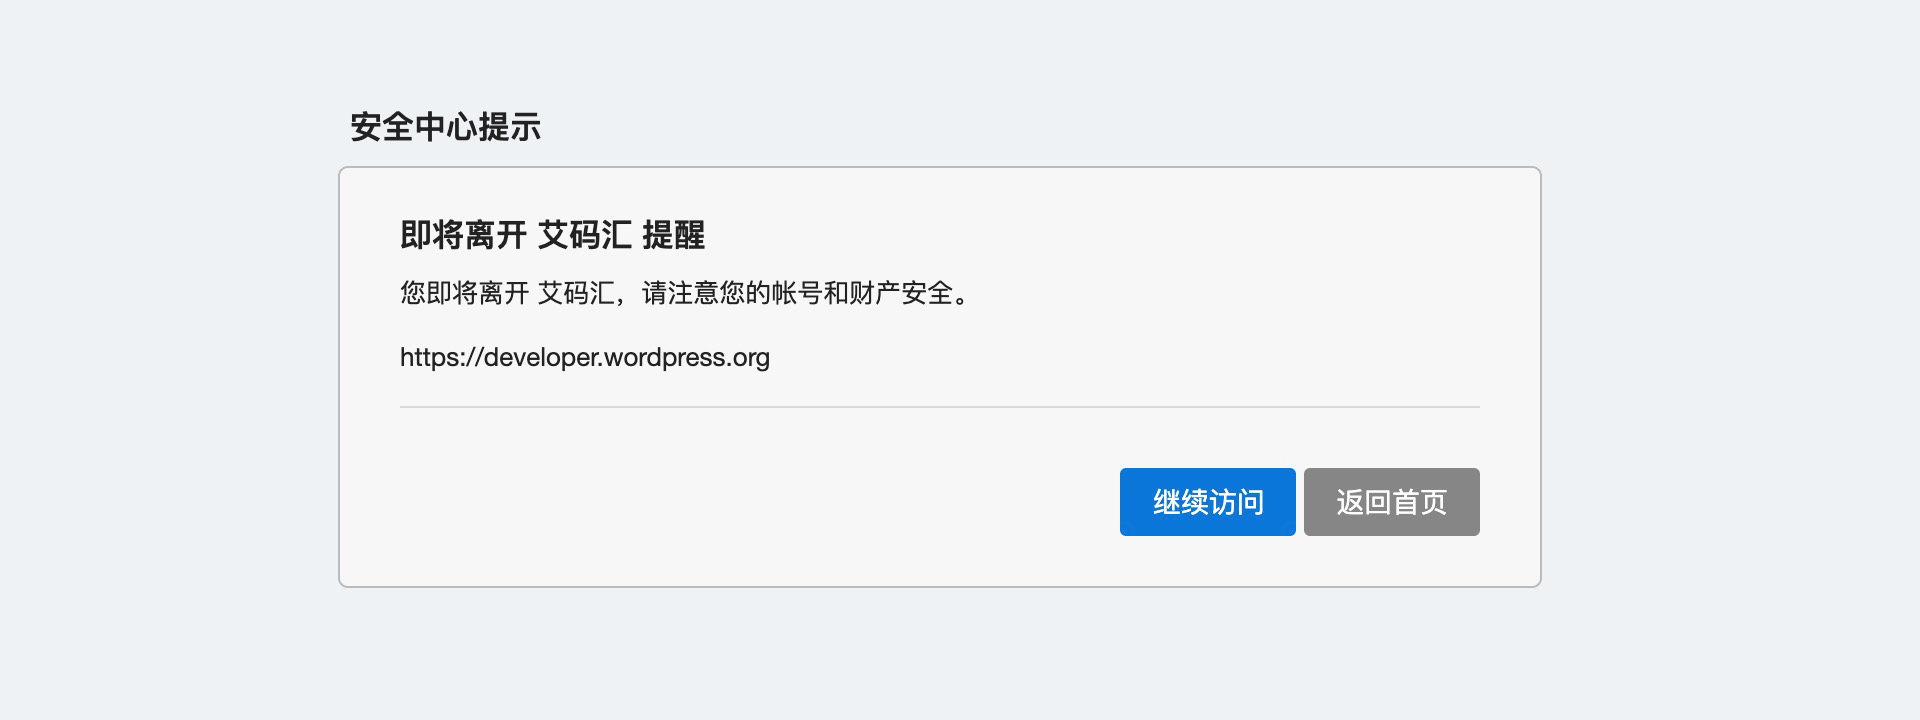 安全中心提示
即将离开 艾码汇 提醒
您即将离开 艾码汇，请注意您的帐号和财产安全。
https://developer.wordpress.org
继续访问 返回首页